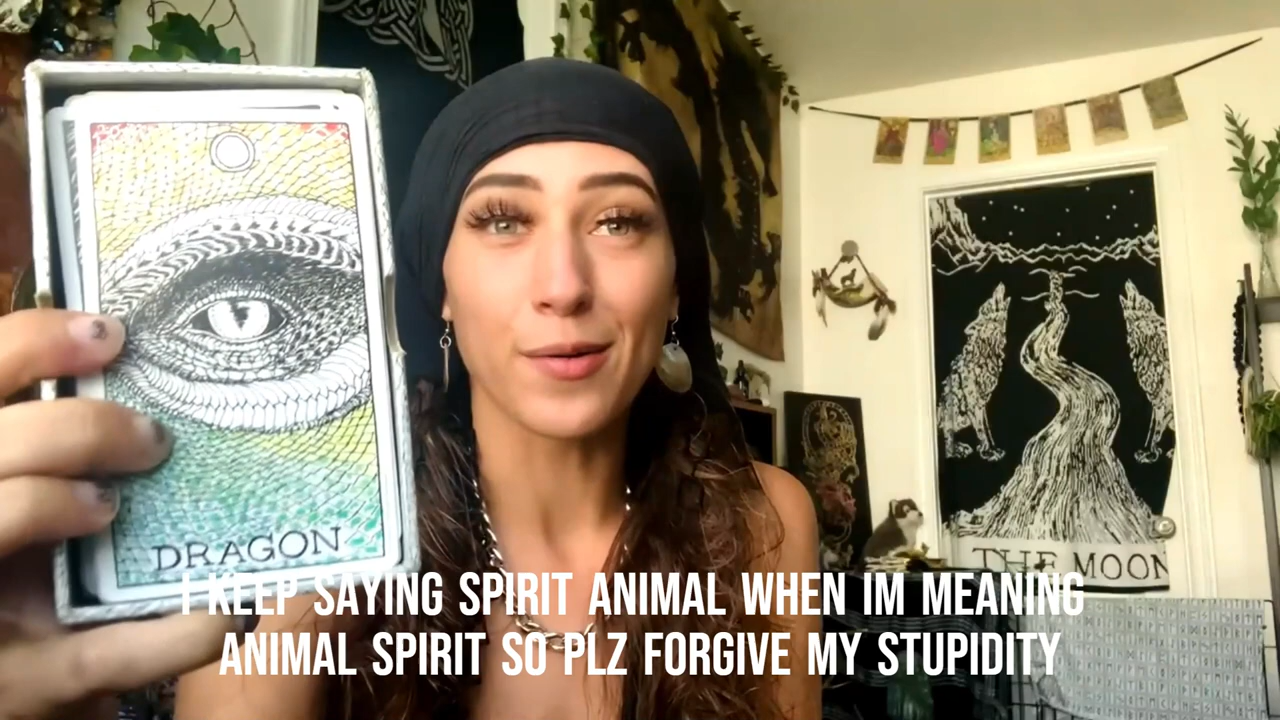 DRAGON
THE MOON
I KEEP SAYING SPIRIT ANIMAL WHEN IM MEANING
ANIMAL SPIRIT SO PLZ FORGIVE MY STUPIDITY